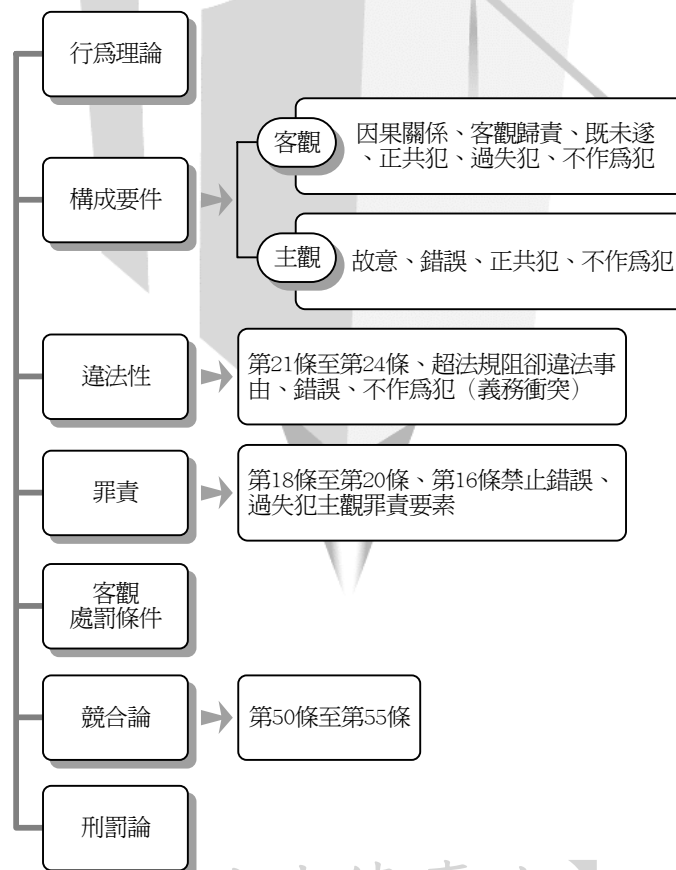 行為理論
構成要件
客觀
因果關係、客觀歸責、既未遂
、正共犯、過失犯、不作為犯
主觀
故意、錯誤、正共犯、不作為犯
違法性
第21條至第24條、超法規阻卻違法事
由、錯誤、不作為犯（義務衝突）
罪責
第18條至第20條、第16條禁止錯誤、
過失犯主觀罪責要素
客觀
處罰條件
競合論
第50條至第55條
刑罰論